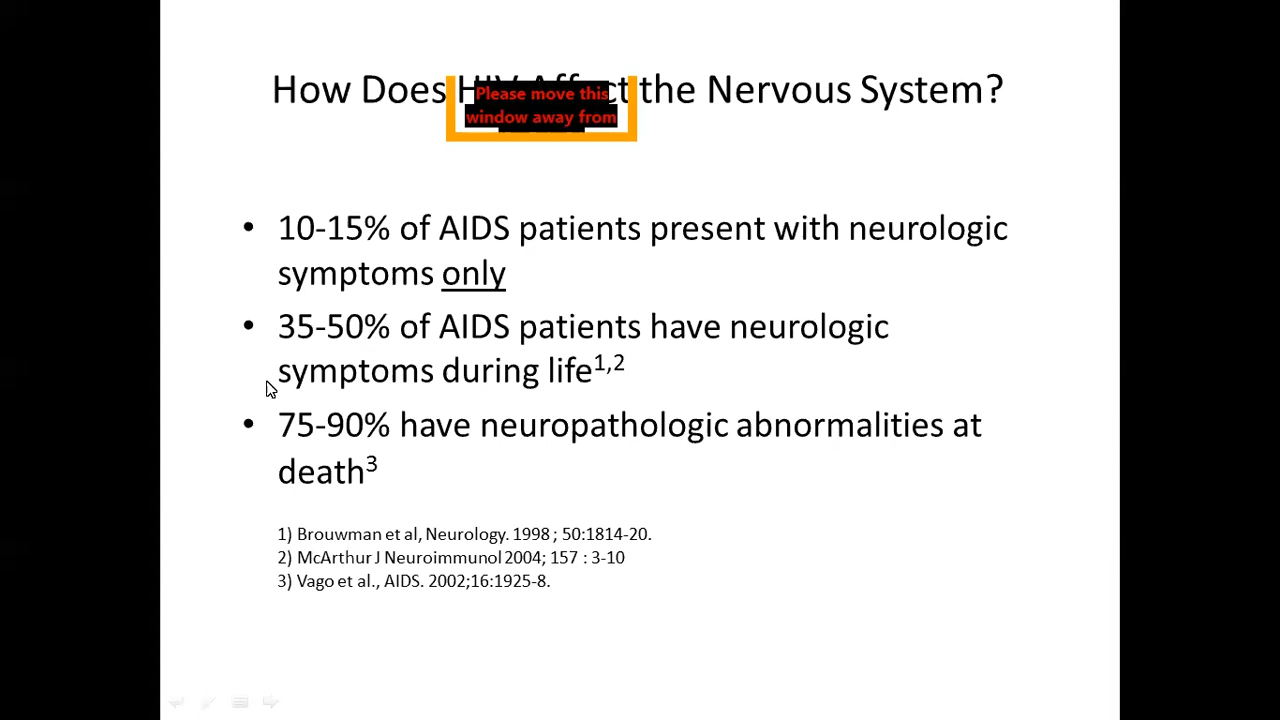 How Does HIV Affect the Nervous System?
Please move this
window away from
• 10-15% of AIDS patients present with neurologic
symptoms only
• 35-50% of AIDS patients have neurologic
symptoms during life1,2
• 75-90% have neuropathologic abnormalities at
death3
1) Brouwman et al, Neurology. 1998 ; 50:1814-20.
2) McArthur J Neuroimmunol 2004; 157 : 3-10
3) Vago et al., AIDS. 2002;16:1925-8.